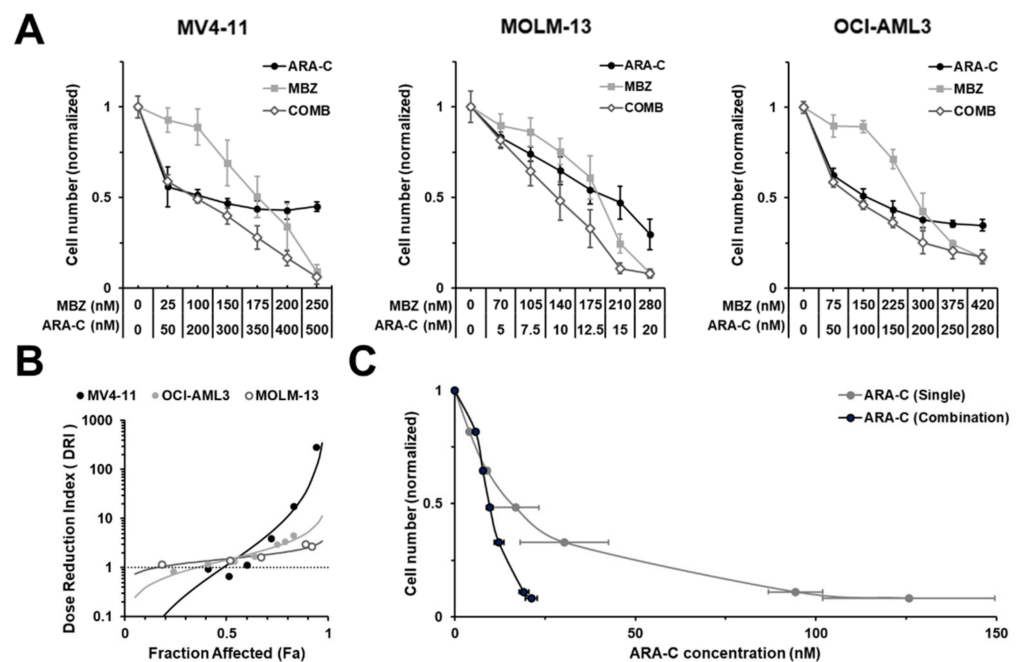 A
MV4-11
MOLM-13
OCI-AML3
ARA-C
MBZ
COMB
Cell number (normalized)
1
0.5
0
MBZ (nM) 0 25 100 150 175 200 250
ARA-C (nM) 0 50 200 300 350 400 500
ARA-C
MBZ
COMB
Cell number (normalized)
1
0.5
0
MBZ (nM) 0 70 105 140 175 210 280
ARA-C (nM) 0 5 7.5 10 12.5 15 20
ARA-C
MBZ
COMB
Cell number (normalized)
1
0.5
0
MBZ (nM) 0 75 150 225 300 375 420
ARA-C (nM) 0 50 100 150 200 250 280
B
MV4-11 OCI-AML3 MOLM-13
Dose Reduction Index ( DRI )
1000
100
10
1
0.1
0 0.5 1
Fraction Affected (Fa)
C
ARA-C (Single)
ARA-C (Combination)
Cell number (normalized)
1
0.5
0
0 50 100 150
ARA-C concentration (nM)